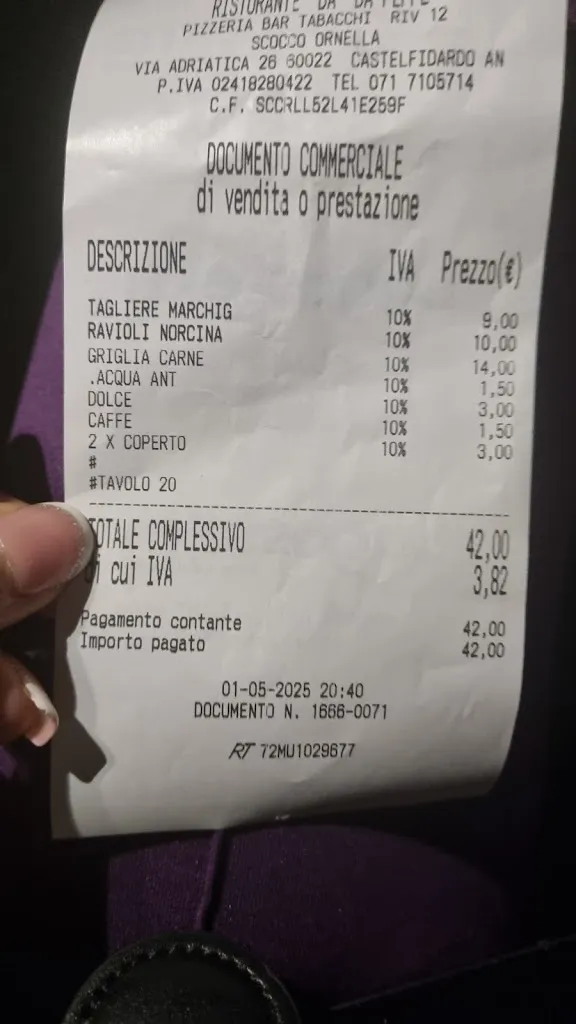 RISTORANTE DA
PIZZERIA BAR TABACCHI RIV 12
SCOCCO ORNELLA
VIA ADRIATICA 26 60022 CASTELFIDARDO AN
P.IVA 02418280422 TEL 071 7105714
C.F. SCCRLL52L41E259F
DOCUMENTO COMMERCIALE
di vendita o prestazione
DESCRIZIONE IVA Prezzo(€)
TAGLIERE MARCHIG 10% 9,00
RAVIOLI NORCINA 10% 10,00
GRIGLIA CARNE 10% 14,00
.ACQUA ANT 10% 1,50
DOLCE 10% 3,00
CAFFE 10% 1,50
2 X COPERTO 10% 3,00
#
#TAVOLO 20
TOTALE COMPLESSIVO 42,00
di cui IVA 3,82
Pagamento contante 42,00
Importo pagato 42,00
01-05-2025 20:40
DOCUMENTO N. 1666-0071
RT 72MU1029677